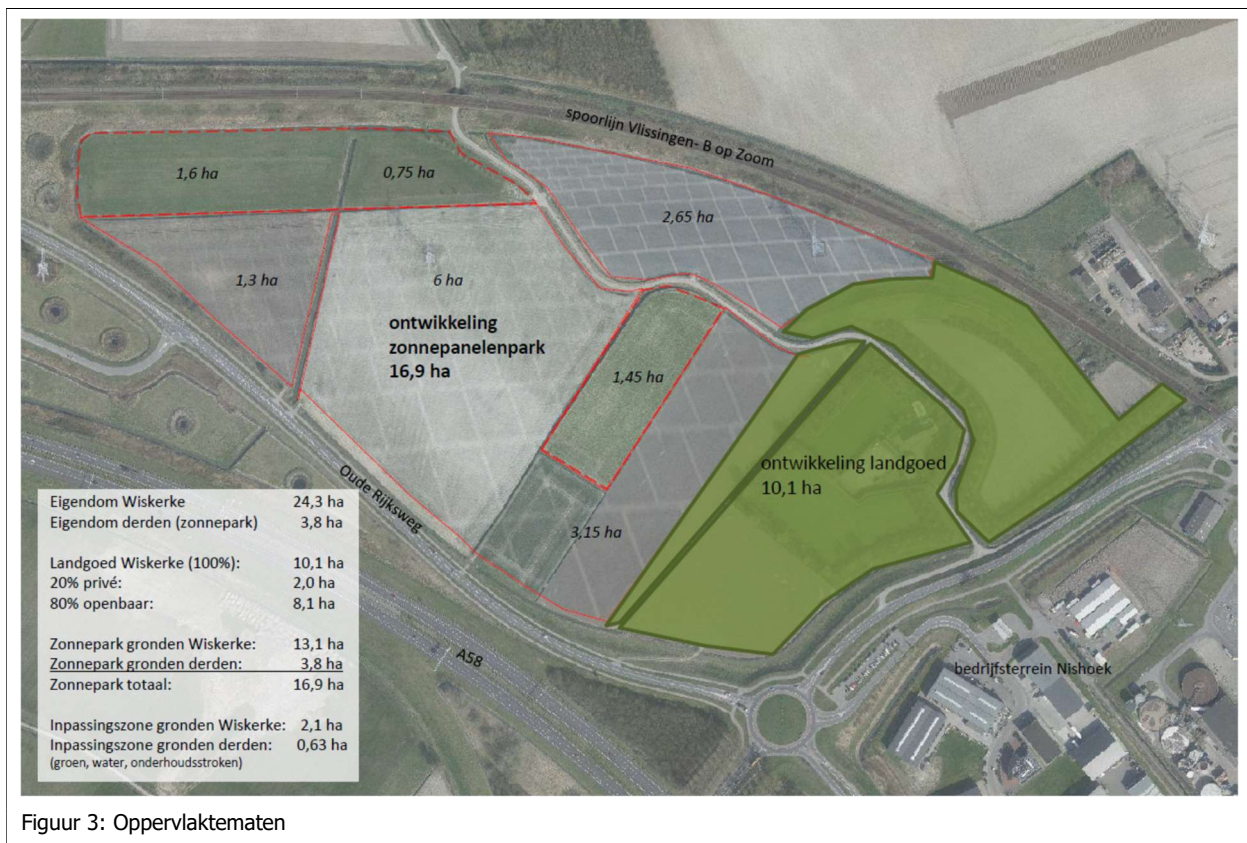 spoorlijn Vlissingen- B op Zoom
1,6 ha
0,75 ha
2,65 ha
1,3 ha
6 ha
ontwikkeling
zonnepanelenpark
16,9 ha
1,45 ha
ontwikkeling landgoed
10,1 ha
3,15 ha
Oude Rijksweg
A58
bedrijfsterrein Nishoek
Eigendom Wiskerke 24,3 ha
Eigendom derden (zonnepark) 3,8 ha
Landgoed Wiskerke (100%): 10,1 ha
20% privé: 2,0 ha
80% openbaar: 8,1 ha
Zonnepark gronden Wiskerke: 13,1 ha
Zonnepark gronden derden: 3,8 ha
Zonnepark totaal: 16,9 ha
Inpassingszone gronden Wiskerke: 2,1 ha
Inpassingszone gronden derden: 0,63 ha
(groen, water, onderhoudsstroken)
Figuur 3: Oppervlaktematen